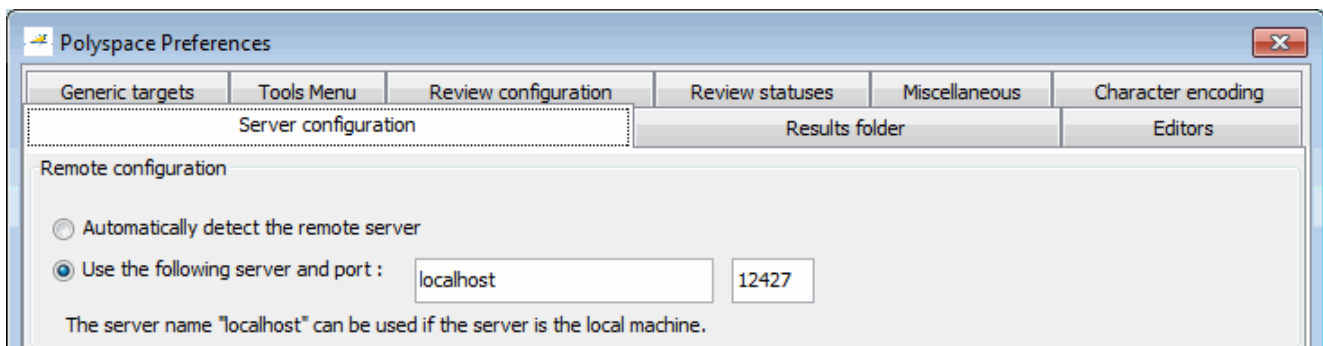 Polyspace Preferences
Generic targets Tools Menu Review configuration Review statuses Miscellaneous Character encoding
Server configuration Results folder Editors
Remote configuration
Automatically detect the remote server
Use the following server and port : localhost 12427
The server name "localhost" can be used if the server is the local machine.